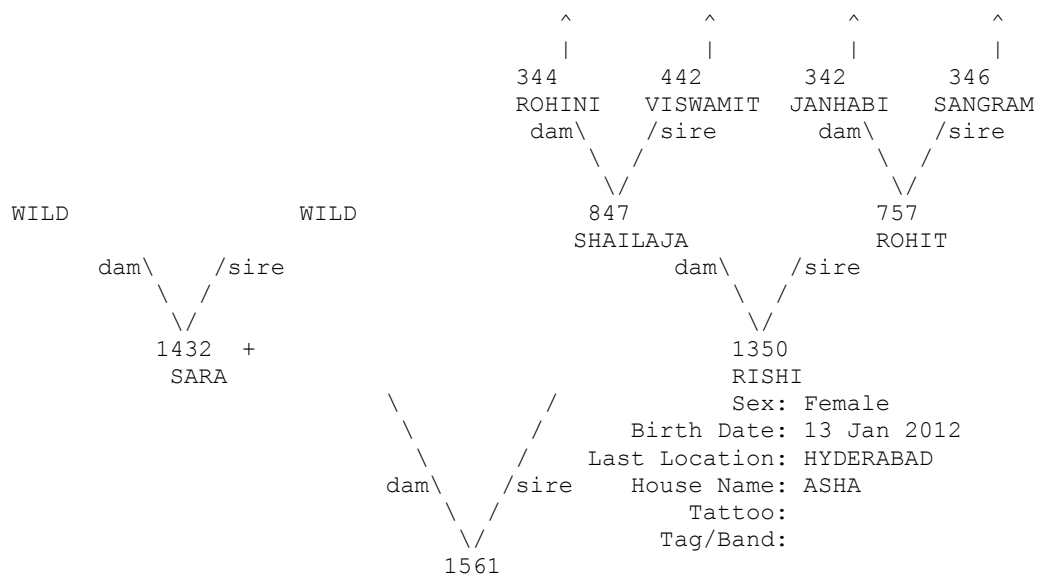 ^ ^ ^ ^
| | | |
344 442 342 346
ROHINI VISWAMIT JANHABI SANGRAM
dam\ /sire dam\ /sire
\ / \ /
\/ \/
WILD WILD 847 757
SHAILAJA ROHIT
dam\ /sire dam\ /sire
\ / \ /
\/ \/
1432 + 1350
SARA RISHI
\ / Sex: Female
\ / Birth Date: 13 Jan 2012
\ / Last Location: HYDERABAD
dam\ /sire House Name: ASHA
\ / Tattoo:
\/ Tag/Band:
1561